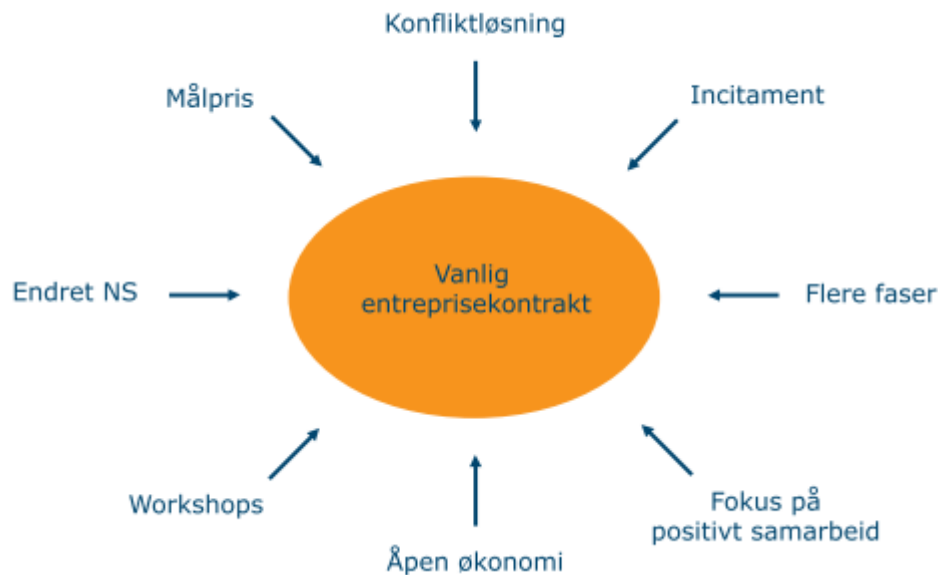 Konfliktløsning
Målpris
Incitament
Vanlig
entreprisekontrakt
Endret NS
Flere faser
Workshops
Fokus på
positivt samarbeid
Åpen økonomi